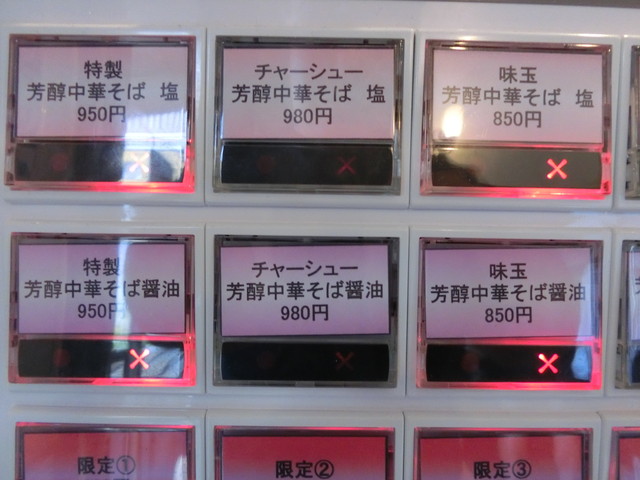 特製
芳醇中華そば 塩
950円
チャーシュー
芳醇中華そば 塩
980円
味玉
芳醇中華そば 塩
850円
特製
芳醇中華そば醤油
950円
チャーシュー
芳醇中華そば醤油
980円
味玉
芳醇中華そば醤油
850円
限定①
限定②
限定③